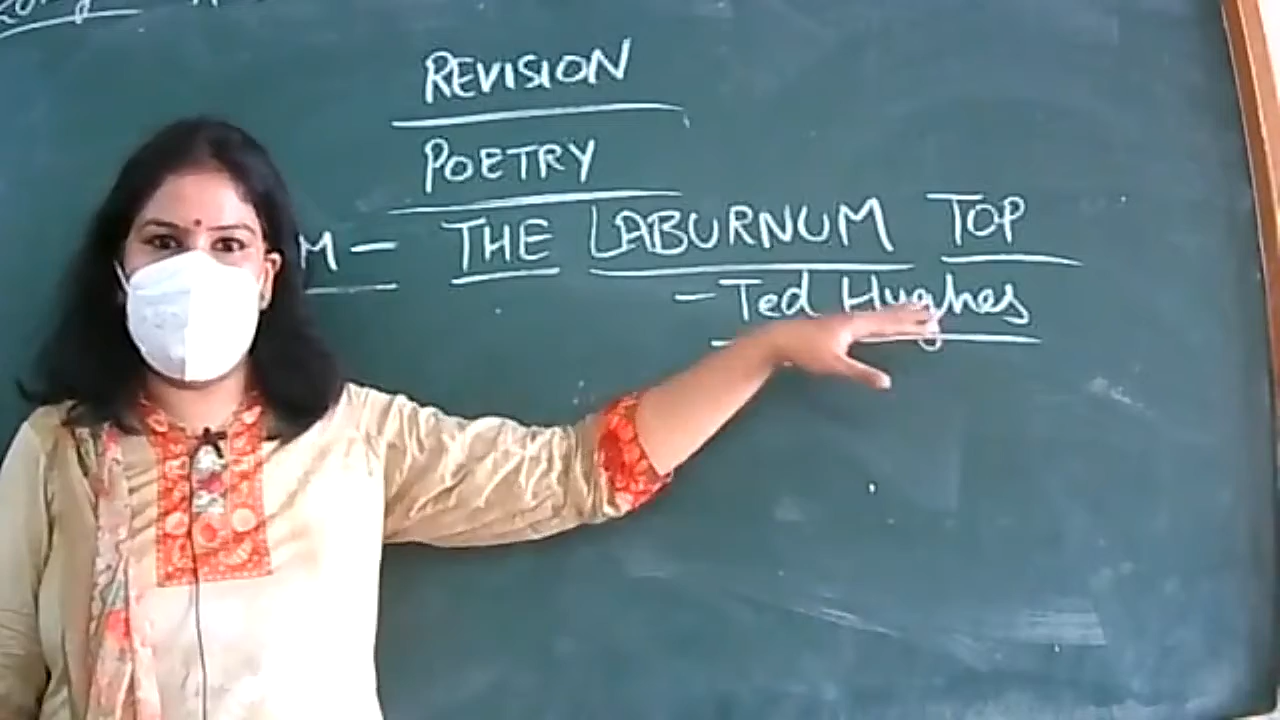 REVISION
POETRY
M - THE LABURNUM TOP
- Ted Hughes